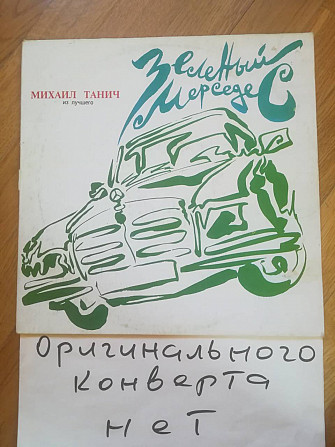 Зеленый
Мерседес
МИХАИЛ ТАНИЧ
из лучшего
Оригинального
конверта
нет